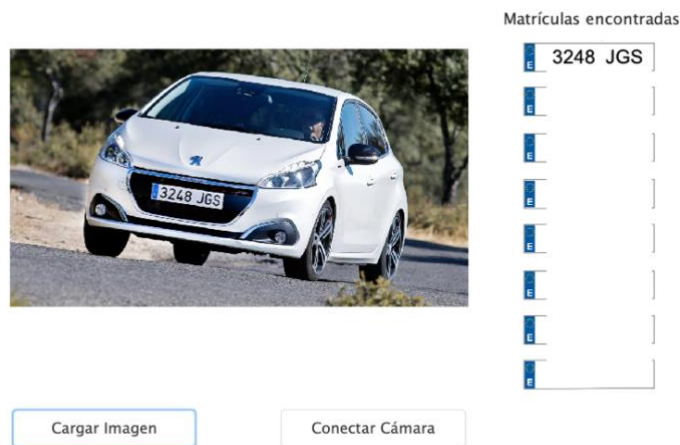 Matrículas encontradas
E 3248 JGS
3248 JGS
E
E
E
E
E
E
E
Cargar Imagen
Conectar Cámara